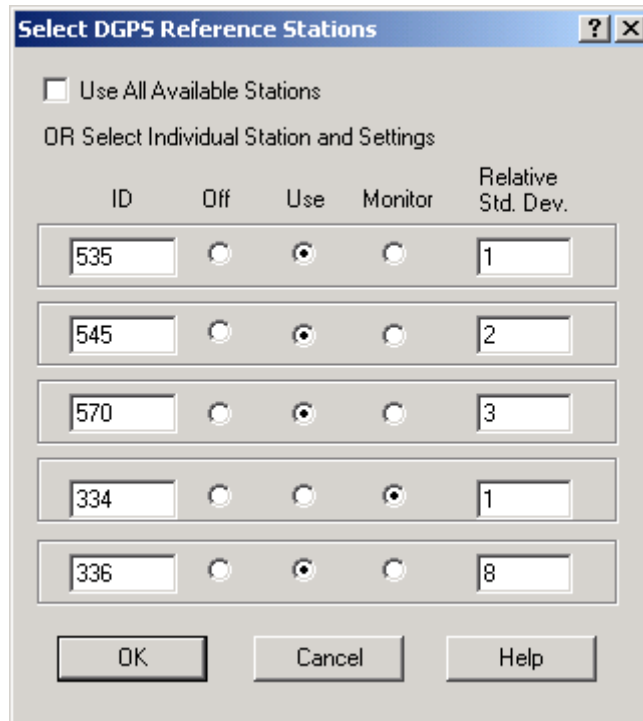 Select DGPS Reference Stations
Use All Available Stations
OR Select Individual Station and Settings
ID Off Use Monitor Relative Std. Dev.
535 1
545 2
570 3
334 1
336 8
OK Cancel Help